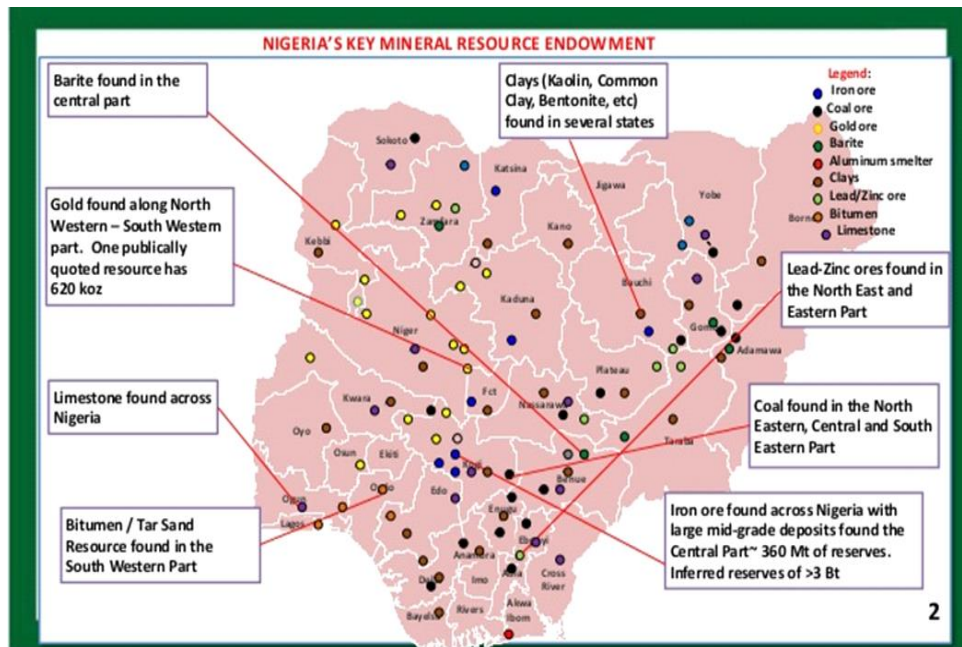 NIGERIA'S KEY MINERAL RESOURCE ENDOWMENT
Barite found in the
central part
Clays (Kaolin, Common
Clay, Bentonite, etc)
found in several states
Legend:
Iron ore
Coal ore
Gold ore
Barite
Aluminum smelter
Clays
Lead/Zinc ore
Bitumen
Limestone
Gold found along North
Western – South Western
part. One publically
quoted resource has
620 koz
Lead-Zinc ores found in
the North East and
Eastern Part
Limestone found across
Nigeria
Coal found in the North
Eastern, Central and South
Eastern Part
Bitumen / Tar Sand
Resource found in the
South Western Part
Iron ore found across Nigeria with
large mid-grade deposits found the
Central Part~ 360 Mt of reserves.
Inferred reserves of >3 Bt
Sokoto
Katsina
Jigawa
Yobe
Zamfara
Kano
Kebbi
Bauchi
Kaduna
Niger
Adamawa
Plateau
Fct
Kwara
Oyo
Taraba
Osun
Ekiti
Kogi
Edo
Benue
Ogun
Lagos
Enugu
Ebonyi
Anambra
Imo
Cross
River
Rivers
Akwa
Ibom
2